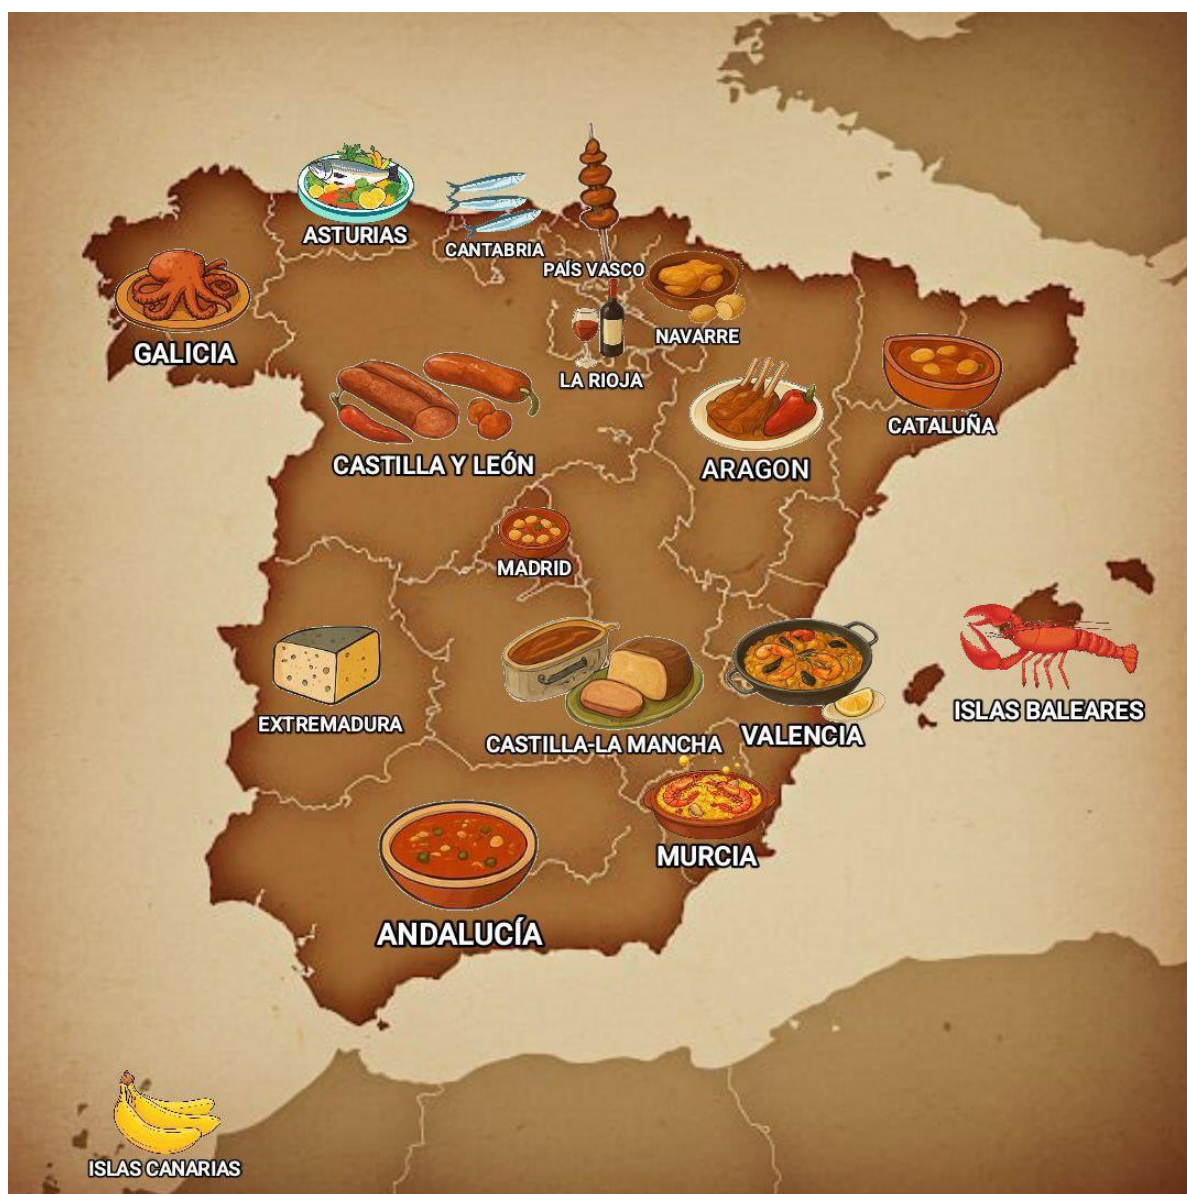 ASTURIAS
CANTABRIA
PAÍS VASCO
GALICIA
NAVARRE
LA RIOJA
CATALUÑA
CASTILLA Y LEÓN
ARAGON
MADRID
EXTREMADURA
CASTILLA-LA MANCHA
VALENCIA
ISLAS BALEARES
MURCIA
ANDALUCÍA
ISLAS CANARIAS